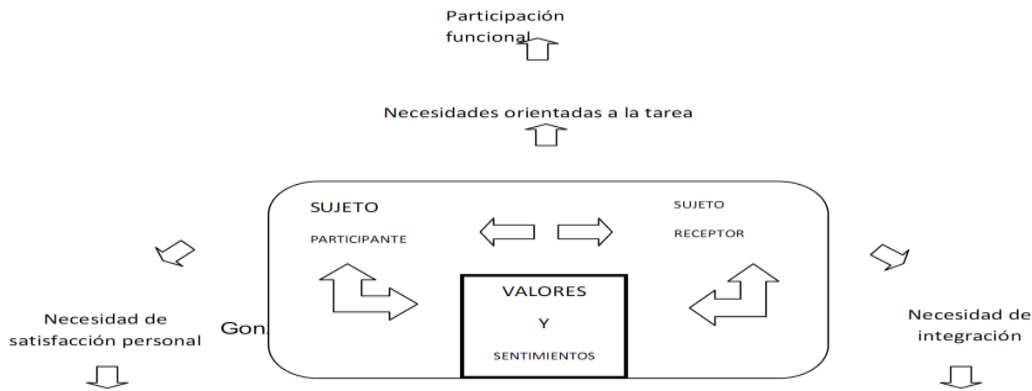 Participación
funcional
Necesidades orientadas a la tarea
SUJETO
PARTICIPANTE
SUJETO
RECEPTOR
VALORES
Y
SENTIMIENTOS
Necesidad de
satisfacción personal
Gon
Necesidad de
integración